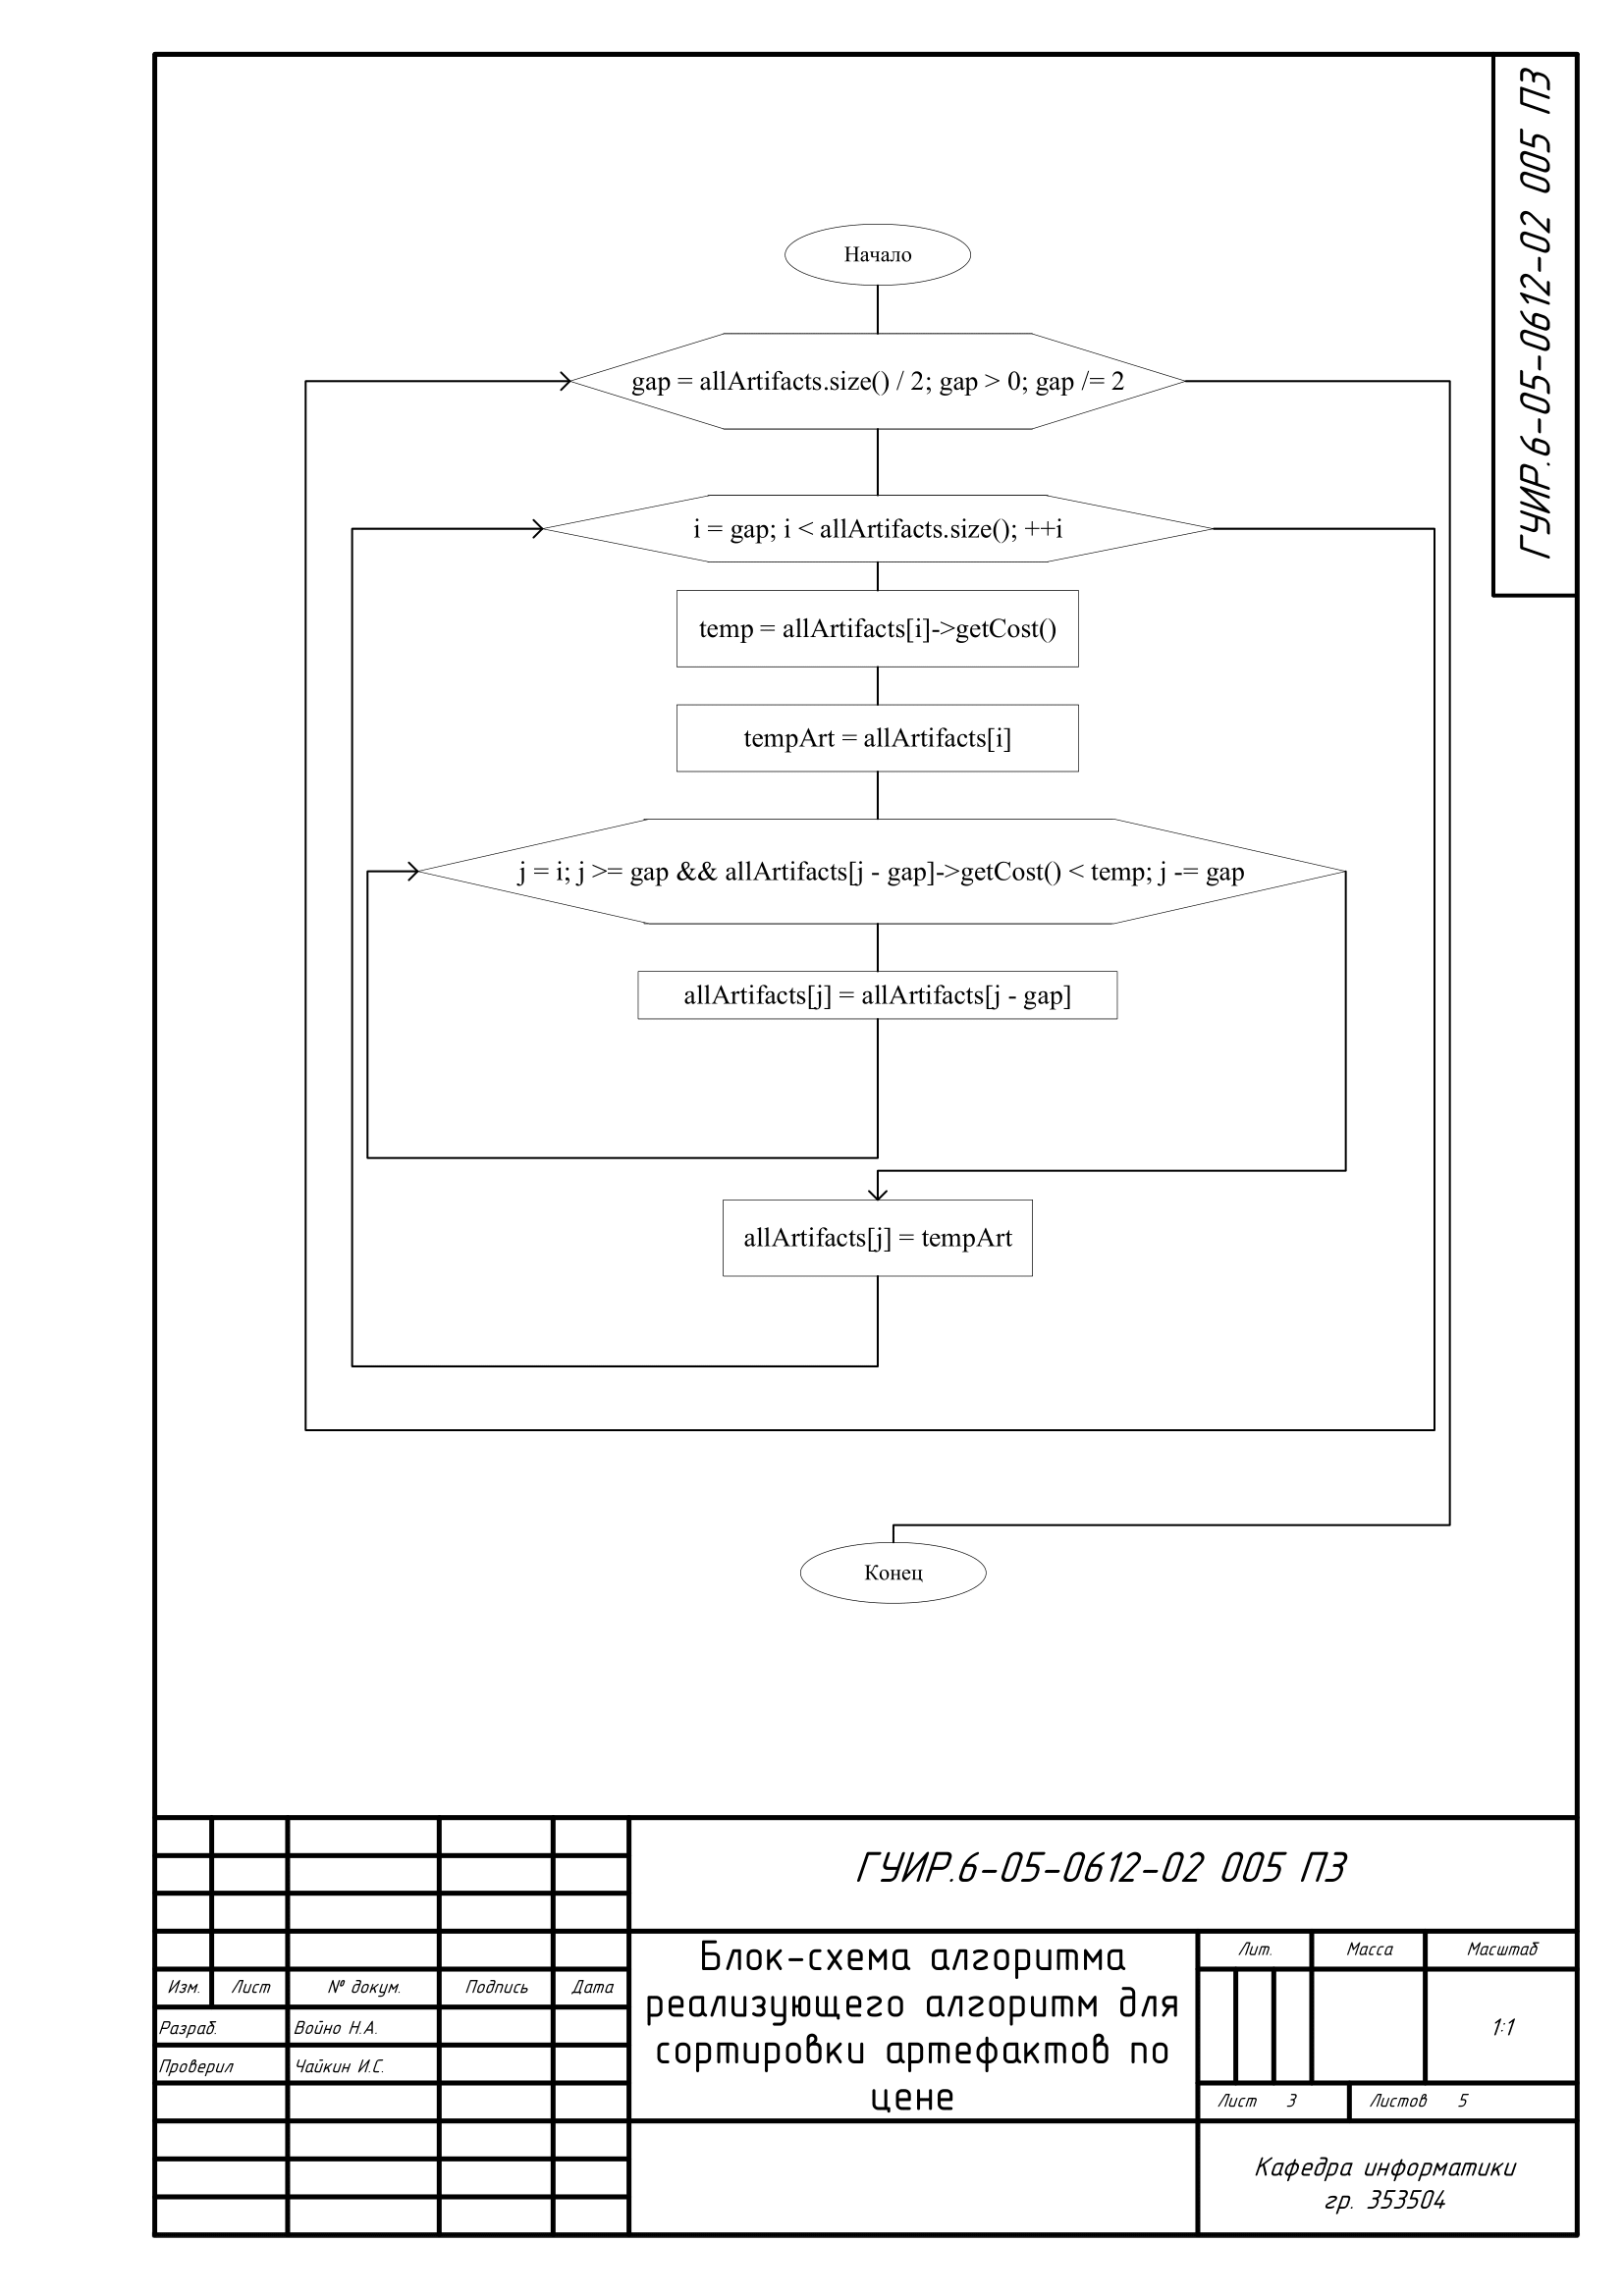 ГУИР.6-05-0612-02 005 ПЗ
Начало
gap = allArtifacts.size() / 2; gap > 0; gap /= 2
i = gap; i < allArtifacts.size(); ++i
temp = allArtifacts[i]->getCost()
tempArt = allArtifacts[i]
j = i; j >= gap && allArtifacts[j - gap]->getCost() < temp; j -= gap
allArtifacts[j] = allArtifacts[j - gap]
allArtifacts[j] = tempArt
Конец
ГУИР.6-05-0612-02 005 ПЗ
Изм. Лист № докум. Подпись Дата
Разраб. Войно Н.А.
Проверил Чайкин И.С.
Блок-схема алгоритма
реализующего алгоритм для
сортировки артефактов по
цене
Лит. Масса Масштаб
1:1
Лист 3 Листов 5
Кафедра информатики
гр. 353504